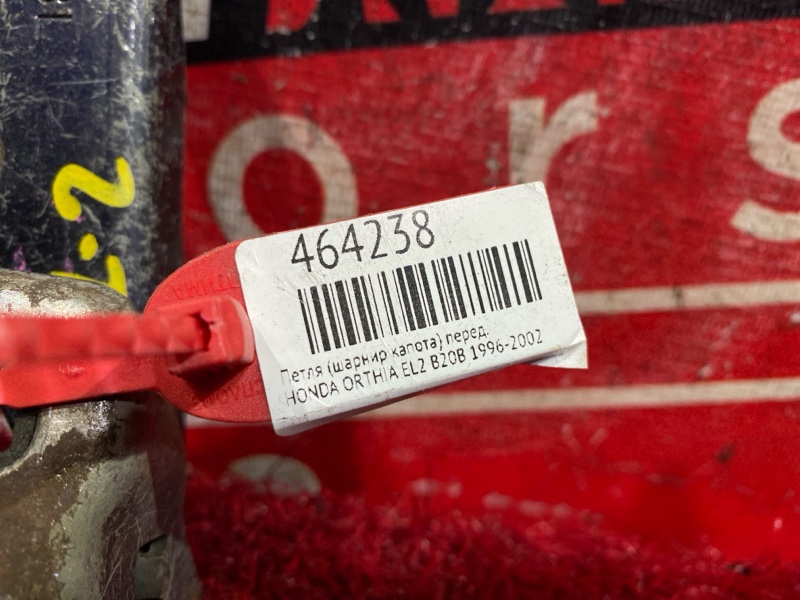 o r s
464238
Петля (шарнир капота) перед.
HONDA ORTHIA EL2 B20B 1996-2002